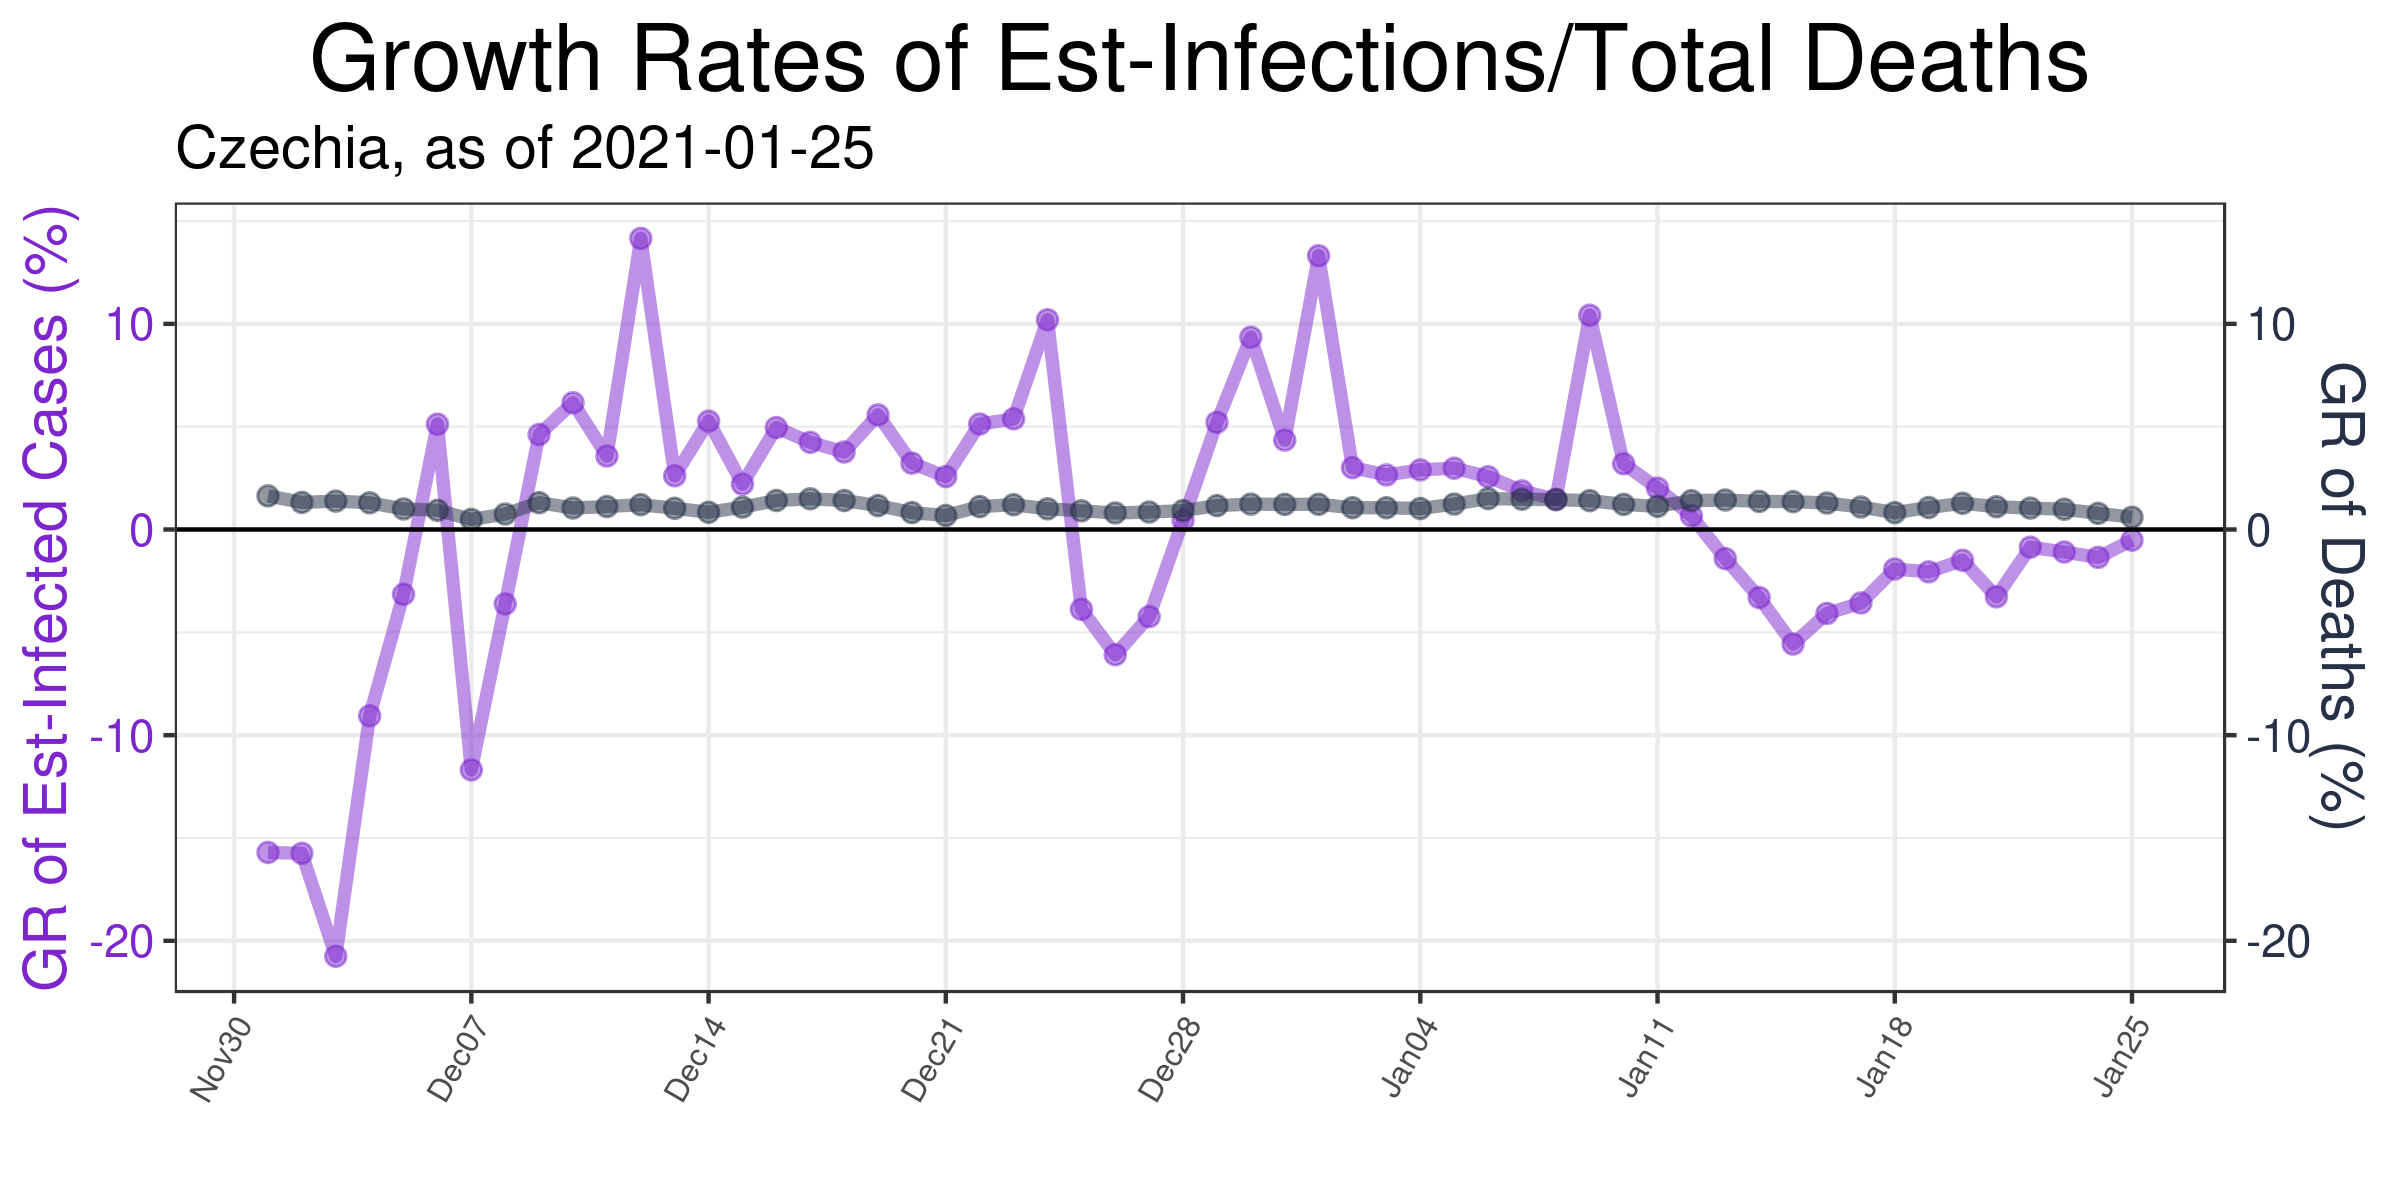 Growth Rates of Est-Infections/Total Deaths
Czechia, as of 2021-01-25
GR of Est-Infected Cases (%)
10
0
-10
-20
10
0
-10
-20
GR of Deaths (%)
Nov30
Dec07
Dec14
Dec21
Dec28
Jan04
Jan11
Jan18
Jan25